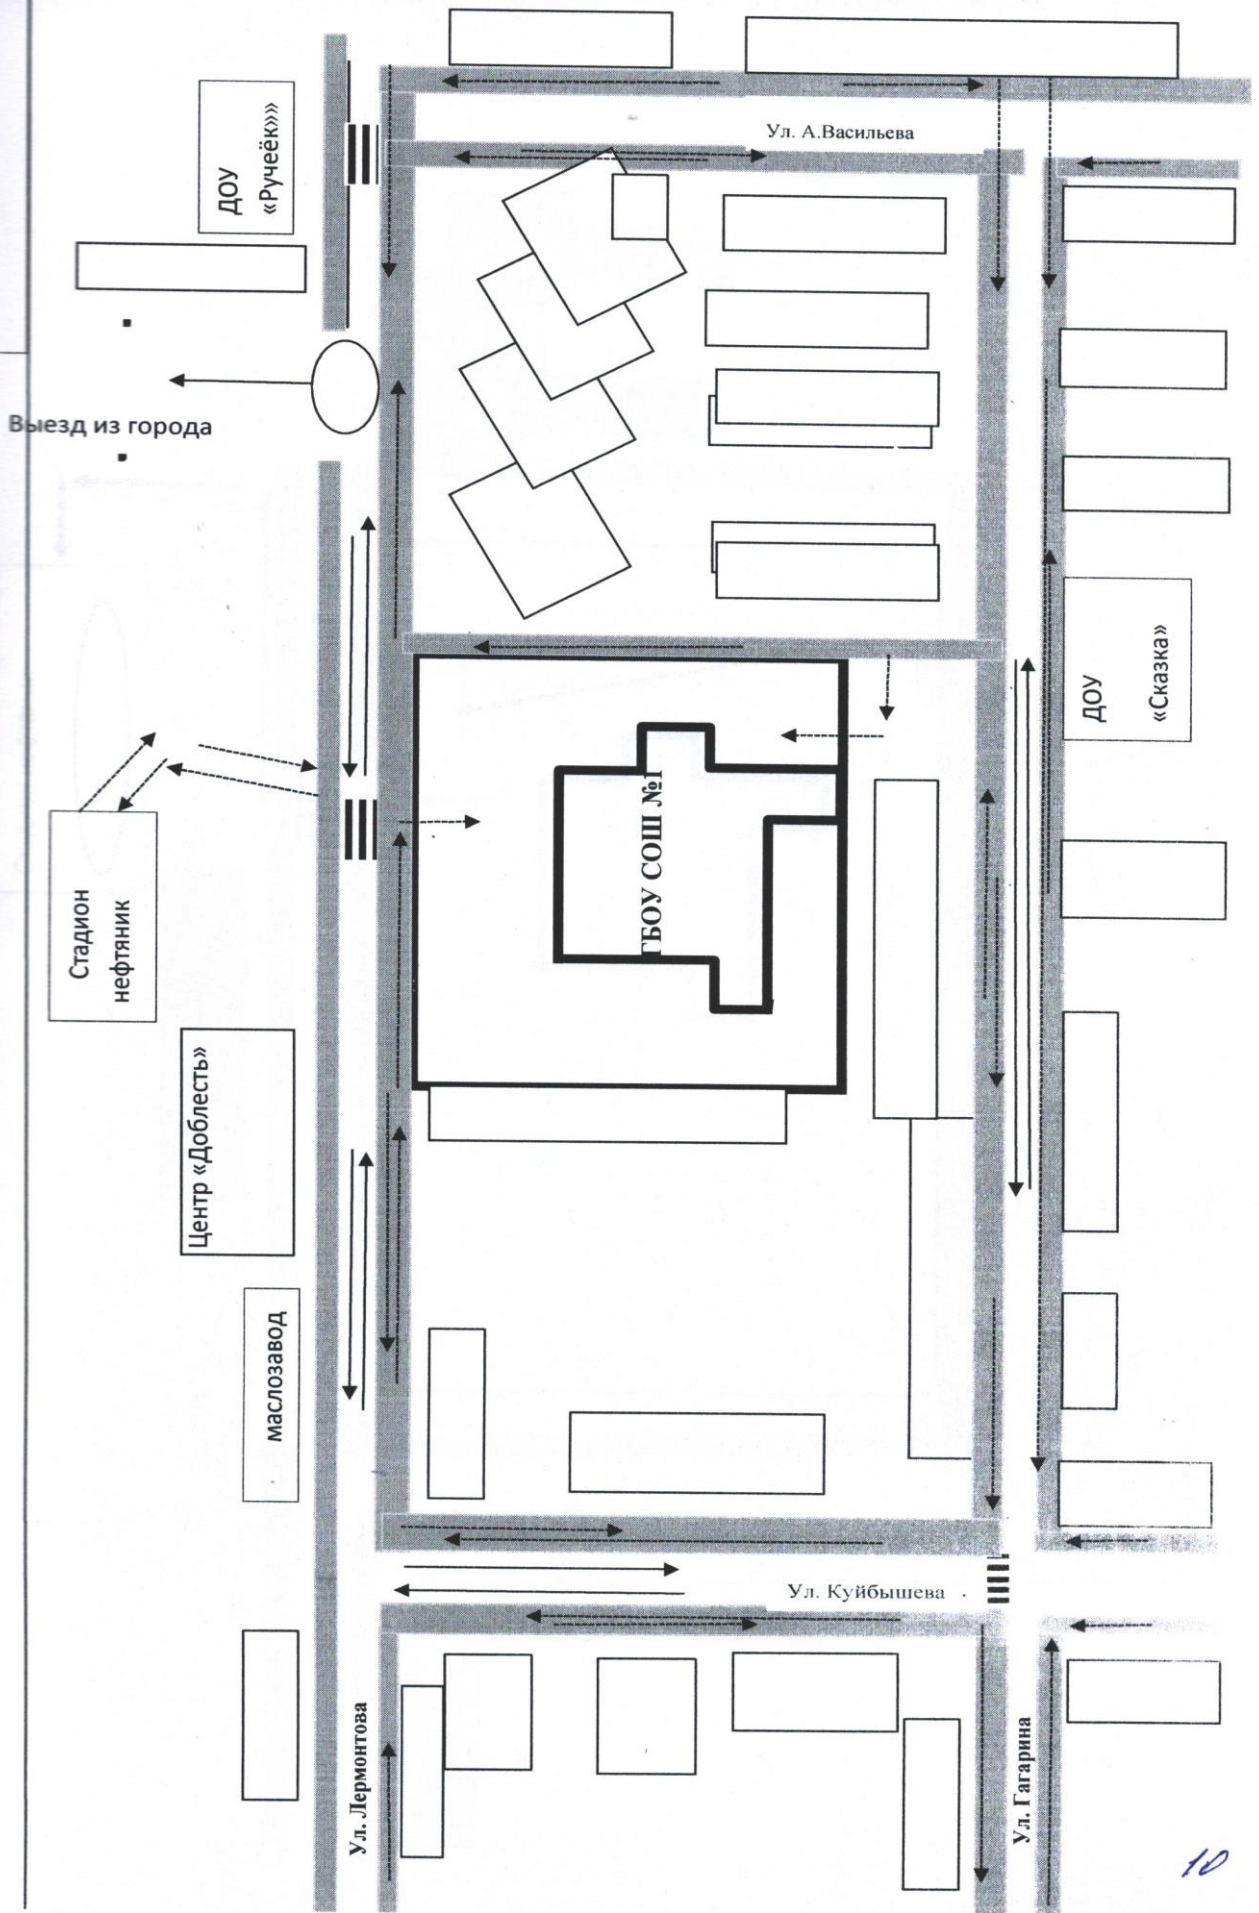 Ул. А.Васильева
ДОУ
«Ручеёк»»
Выезд из города
ДОУ
«Сказка»
Стадион
нефтяник
ГБОУ СОШ №1
Центр «Доблесть»
маслозавод
Ул. Куйбышева
Ул. Лермонтова
Ул. Гагарина
10